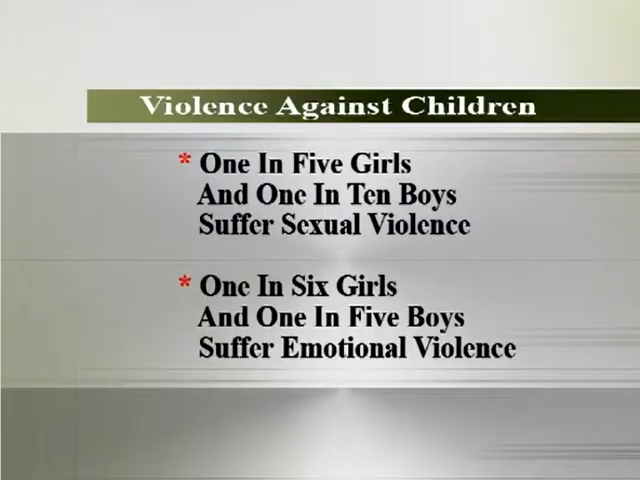 Violence Against Children
* One In Five Girls
And One In Ten Boys
Suffer Sexual Violence
* One In Six Girls
And One In Five Boys
Suffer Emotional Violence